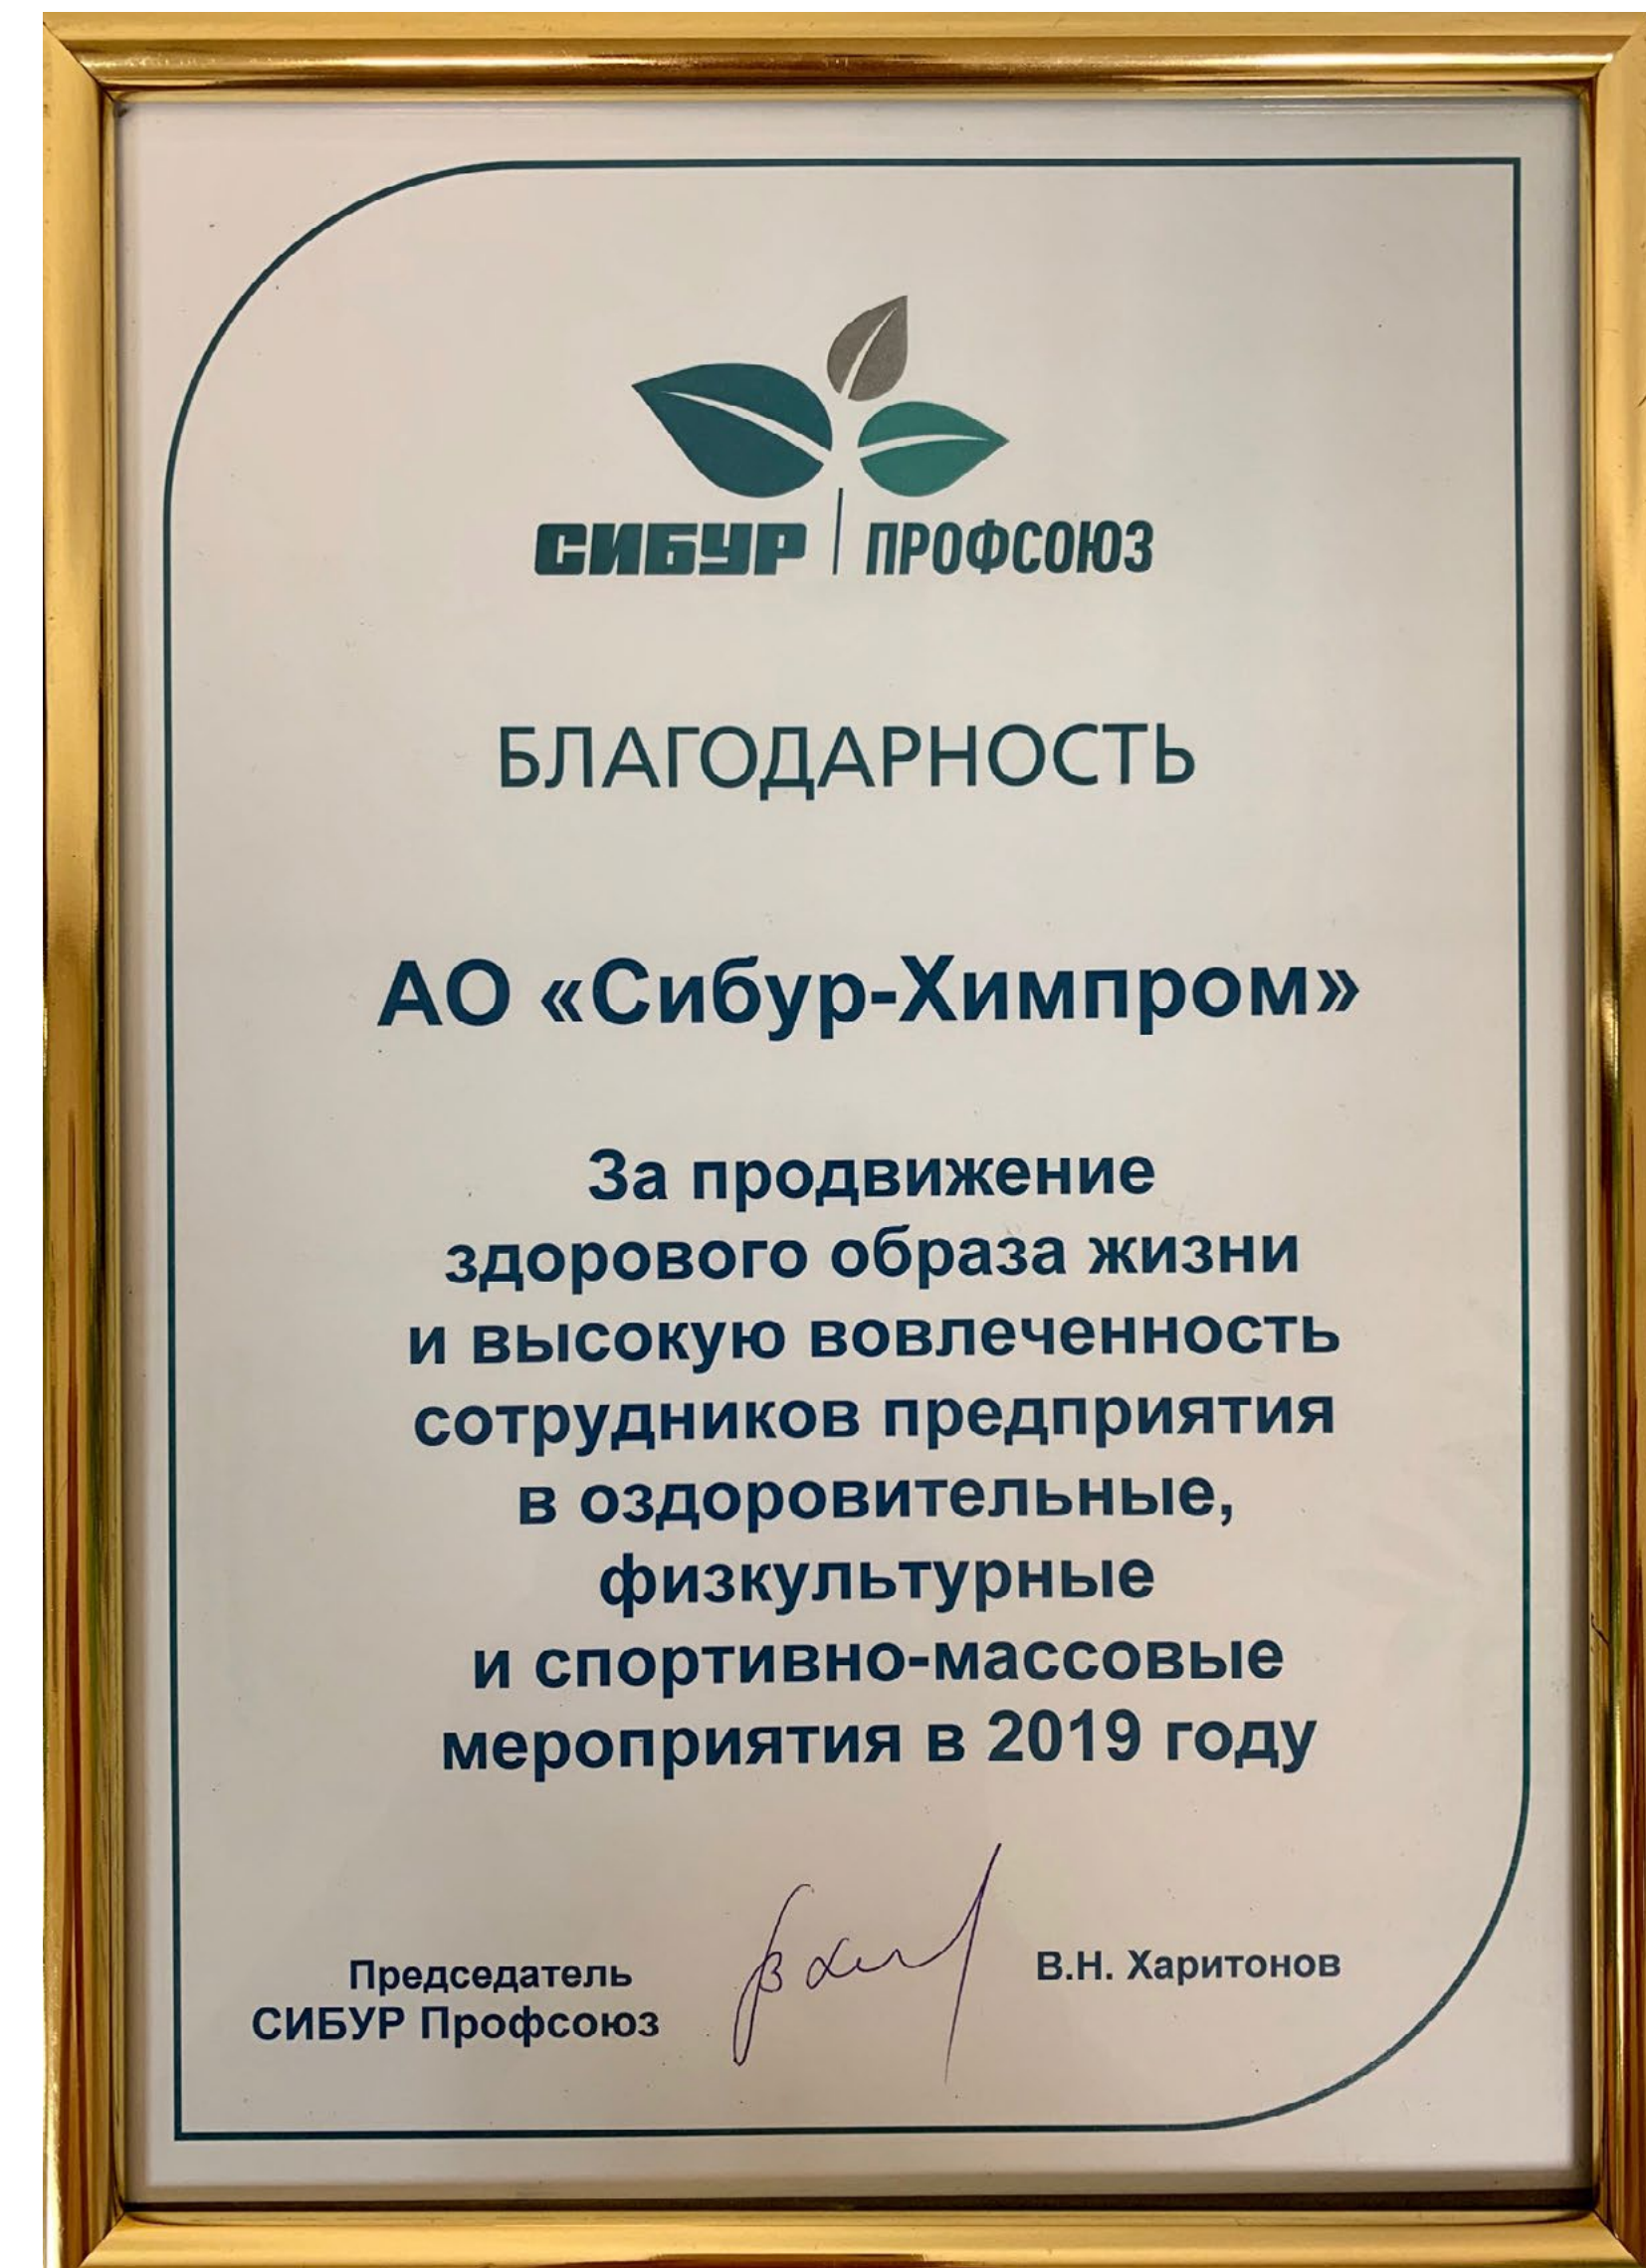 СИБУР | ПРОФСОЮЗ
БЛАГОДАРНОСТЬ
АО «Сибур-Химпром»
За продвижение
здорового образа жизни
и высокую вовлеченность
сотрудников предприятия
в оздоровительные,
физкультурные
и спортивно-массовые
мероприятия в 2019 году
Председатель
СИБУР Профсоюз
В.Н. Харитонов